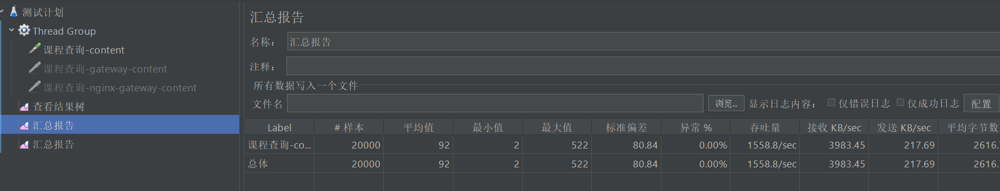 测试计划
Thread Group
课程查询-content
课程查询-gateway-content
课程查询-nginx-gateway-content
查看结果树
汇总报告
汇总报告
汇总报告
名称： 汇总报告
注释：
所有数据写入一个文件
文件名 浏览... 显示日志内容： 仅错误日志 仅成功日志 配置
Label # 样本 平均值 最小值 最大值 标准偏差 异常 % 吞吐量 接收 KB/sec 发送 KB/sec 平均字节数
课程查询-co... 20000 92 2 522 80.84 0.00% 1558.8/sec 3983.45 217.69 2616.
总体 20000 92 2 522 80.84 0.00% 1558.8/sec 3983.45 217.69 2616.